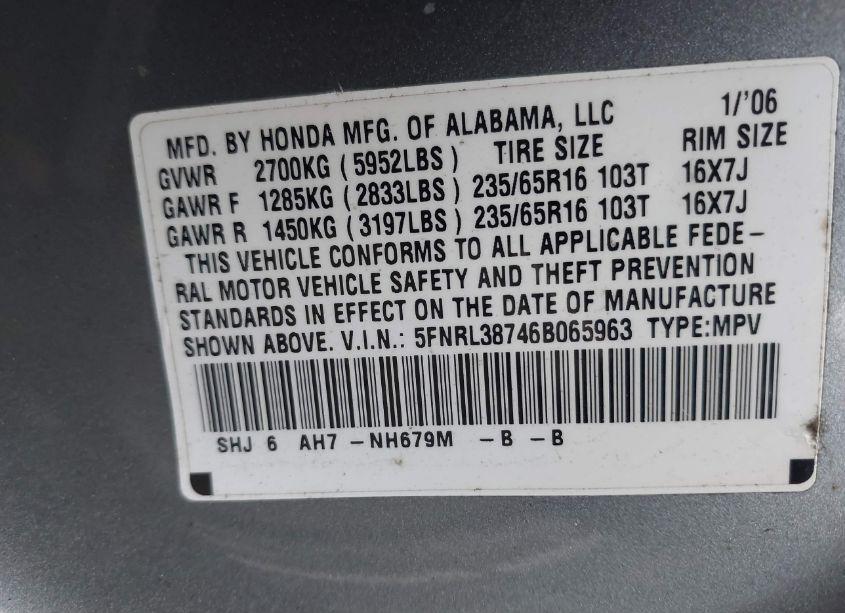 MFD. BY HONDA MFG. OF ALABAMA, LLC 1/'06
GVWR 2700KG ( 5952LBS ) TIRE SIZE RIM SIZE
GAWR F 1285KG ( 2833LBS ) 235/65R16 103T 16X7J
GAWR R 1450KG ( 3197LBS ) 235/65R16 103T 16X7J
THIS VEHICLE CONFORMS TO ALL APPLICABLE FEDE-
RAL MOTOR VEHICLE SAFETY AND THEFT PREVENTION
STANDARDS IN EFFECT ON THE DATE OF MANUFACTURE
SHOWN ABOVE. V.I.N.: 5FNRL38746B065963 TYPE:MPV
SHJ 6 AH7 -NH679M -B -B